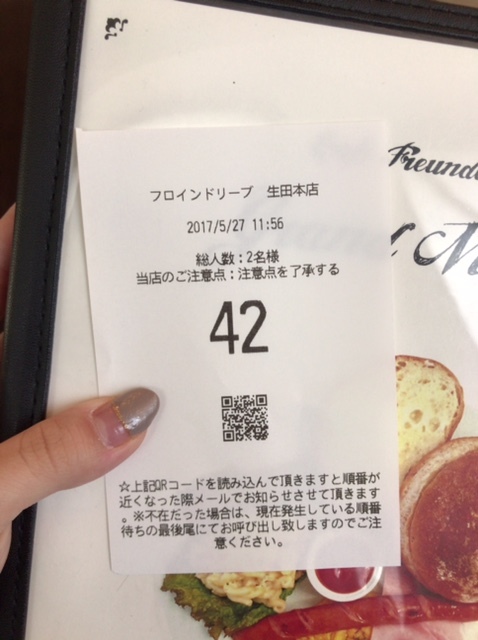 フロインドリーブ 生田本店
2017/5/27 11:56
総人数:2名様
当店のご注意点:注意点を了承する
42
☆上記QRコードを読み込んで頂きますと順番が
近くなった際メールでお知らせさせて頂きます
。※不在だった場合は、現在発生している順番
待ちの最後尾にてお呼び出し致しますのでご注
意ください。